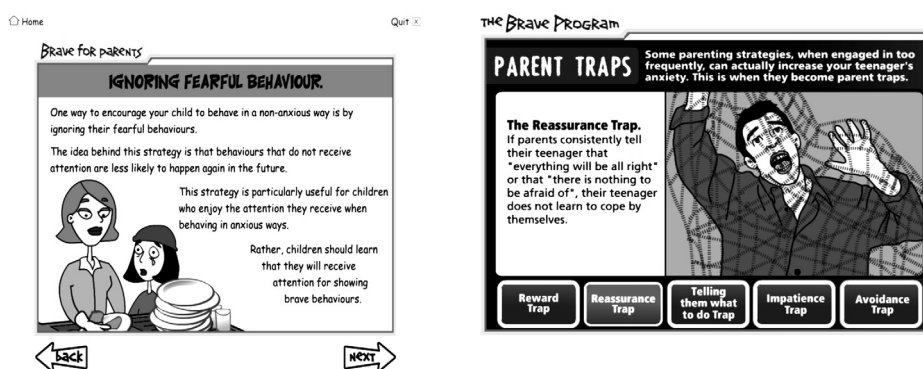 Home
Quit x
BRAVE FOR PARENTS
IGNORING FEARFUL BEHAVIOUR.
One way to encourage your child to behave in a non-anxious way is by
ignoring their fearful behaviours.
The idea behind this strategy is that behaviours that do not receive
attention are less likely to happen again in the future.
This strategy is particularly useful for children
who enjoy the attention they receive when
behaving in anxious ways.
Rather, children should learn
that they will receive
attention for showing
brave behaviours.
back
NEXT
THE BRAVE PROGRAM
PARENT TRAPS
Some parenting strategies, when engaged in too
frequently, can actually increase your teenager's
anxiety. This is when they become parent traps.
The Reassurance Trap.
If parents consistently tell
their teenager that
"everything will be all right"
or that "there is nothing to
be afraid of", their teenager
does not learn to cope by
themselves.
Reward
Trap
Reassurance
Trap
Telling
them what
to do Trap
Impatience
Trap
Avoidance
Trap